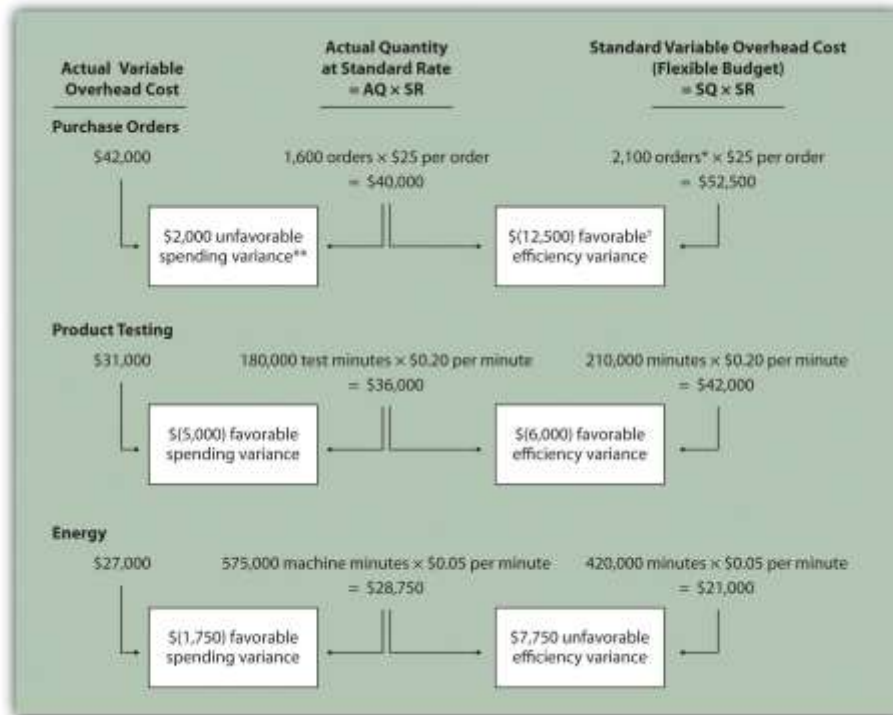 Actual Variable
Overhead Cost
Actual Quantity
at Standard Rate
= AQ × SR
Standard Variable Overhead Cost
(Flexible Budget)
= SQ × SR
Purchase Orders
$42,000
1,600 orders × $25 per order
= $40,000
2,100 orders* × $25 per order
= $52,500
$2,000 unfavorable
spending variance**
$(12,500) favorable†
efficiency variance
Product Testing
$31,000
180,000 test minutes × $0.20 per minute
= $36,000
210,000 minutes × $0.20 per minute
= $42,000
$(5,000) favorable
spending variance
$(6,000) favorable
efficiency variance
Energy
$27,000
575,000 machine minutes × $0.05 per minute
= $28,750
420,000 minutes × $0.05 per minute
= $21,000
$(1,750) favorable
spending variance
$7,750 unfavorable
efficiency variance